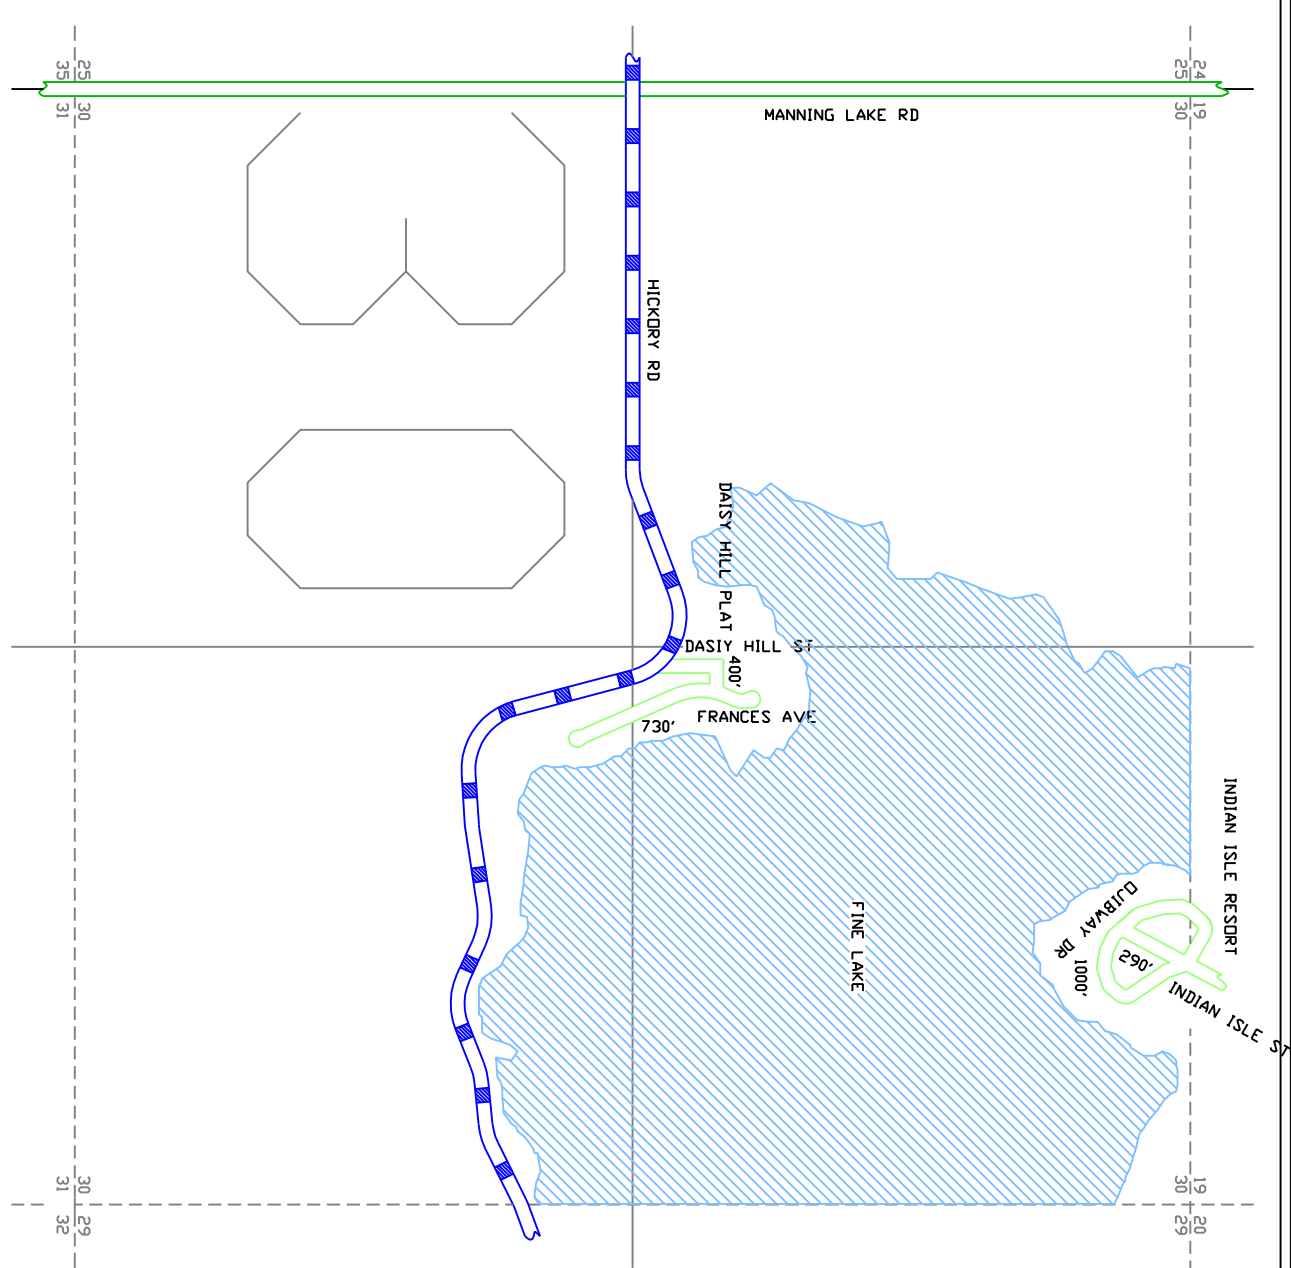 25
35
30
31
24
25
19
30
MANNING LAKE RD
30
HICKORY RD
DAISY HILL PLAT
DASIY HILL ST
400'
FRANCES AVE
730'
INDIAN ISLE RESORT
OJIBWAY DR
1000'
290'
INDIAN ISLE ST
FINE LAKE
30
31
29
32
19
30
20
29